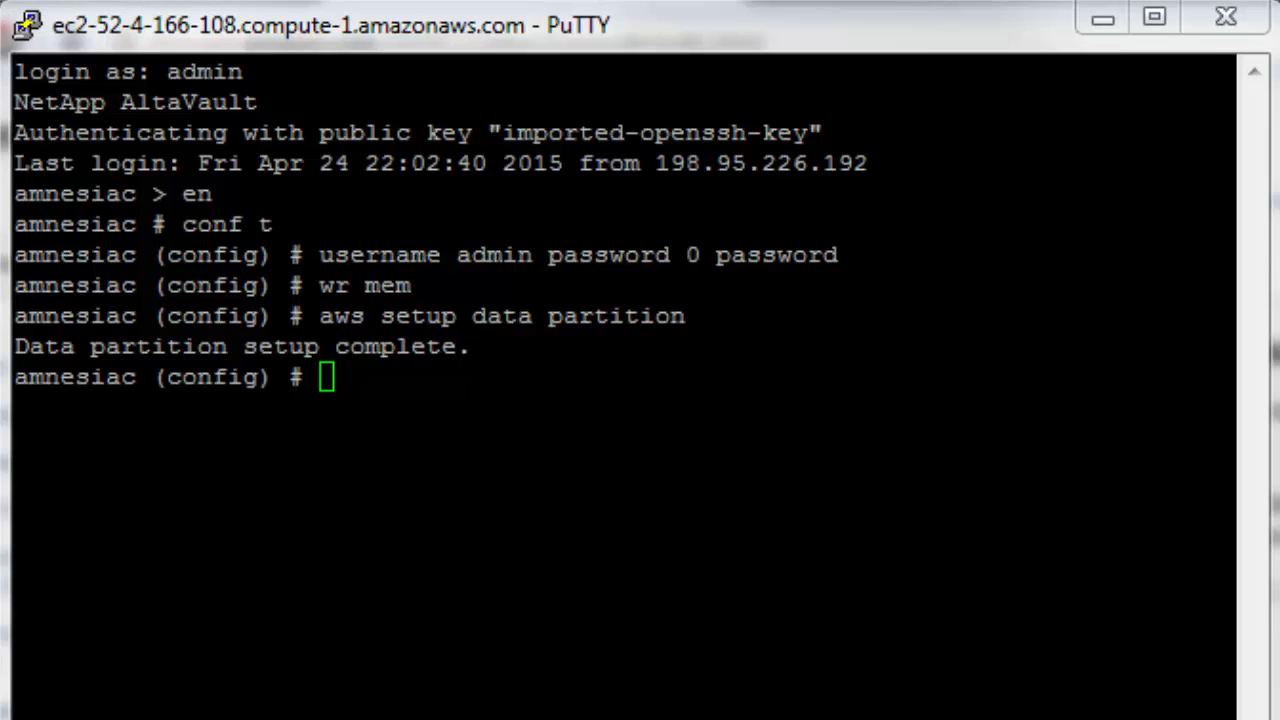 ec2-52-4-166-108.compute-1.amazonaws.com - PuTTY
login as: admin
NetApp AltaVault
Authenticating with public key "imported-openssh-key"
Last login: Fri Apr 24 22:02:40 2015 from 198.95.226.192
amnesiac > en
amnesiac # conf t
amnesiac (config) # username admin password 0 password
amnesiac (config) # wr mem
amnesiac (config) # aws setup data partition
Data partition setup complete.
amnesiac (config) #